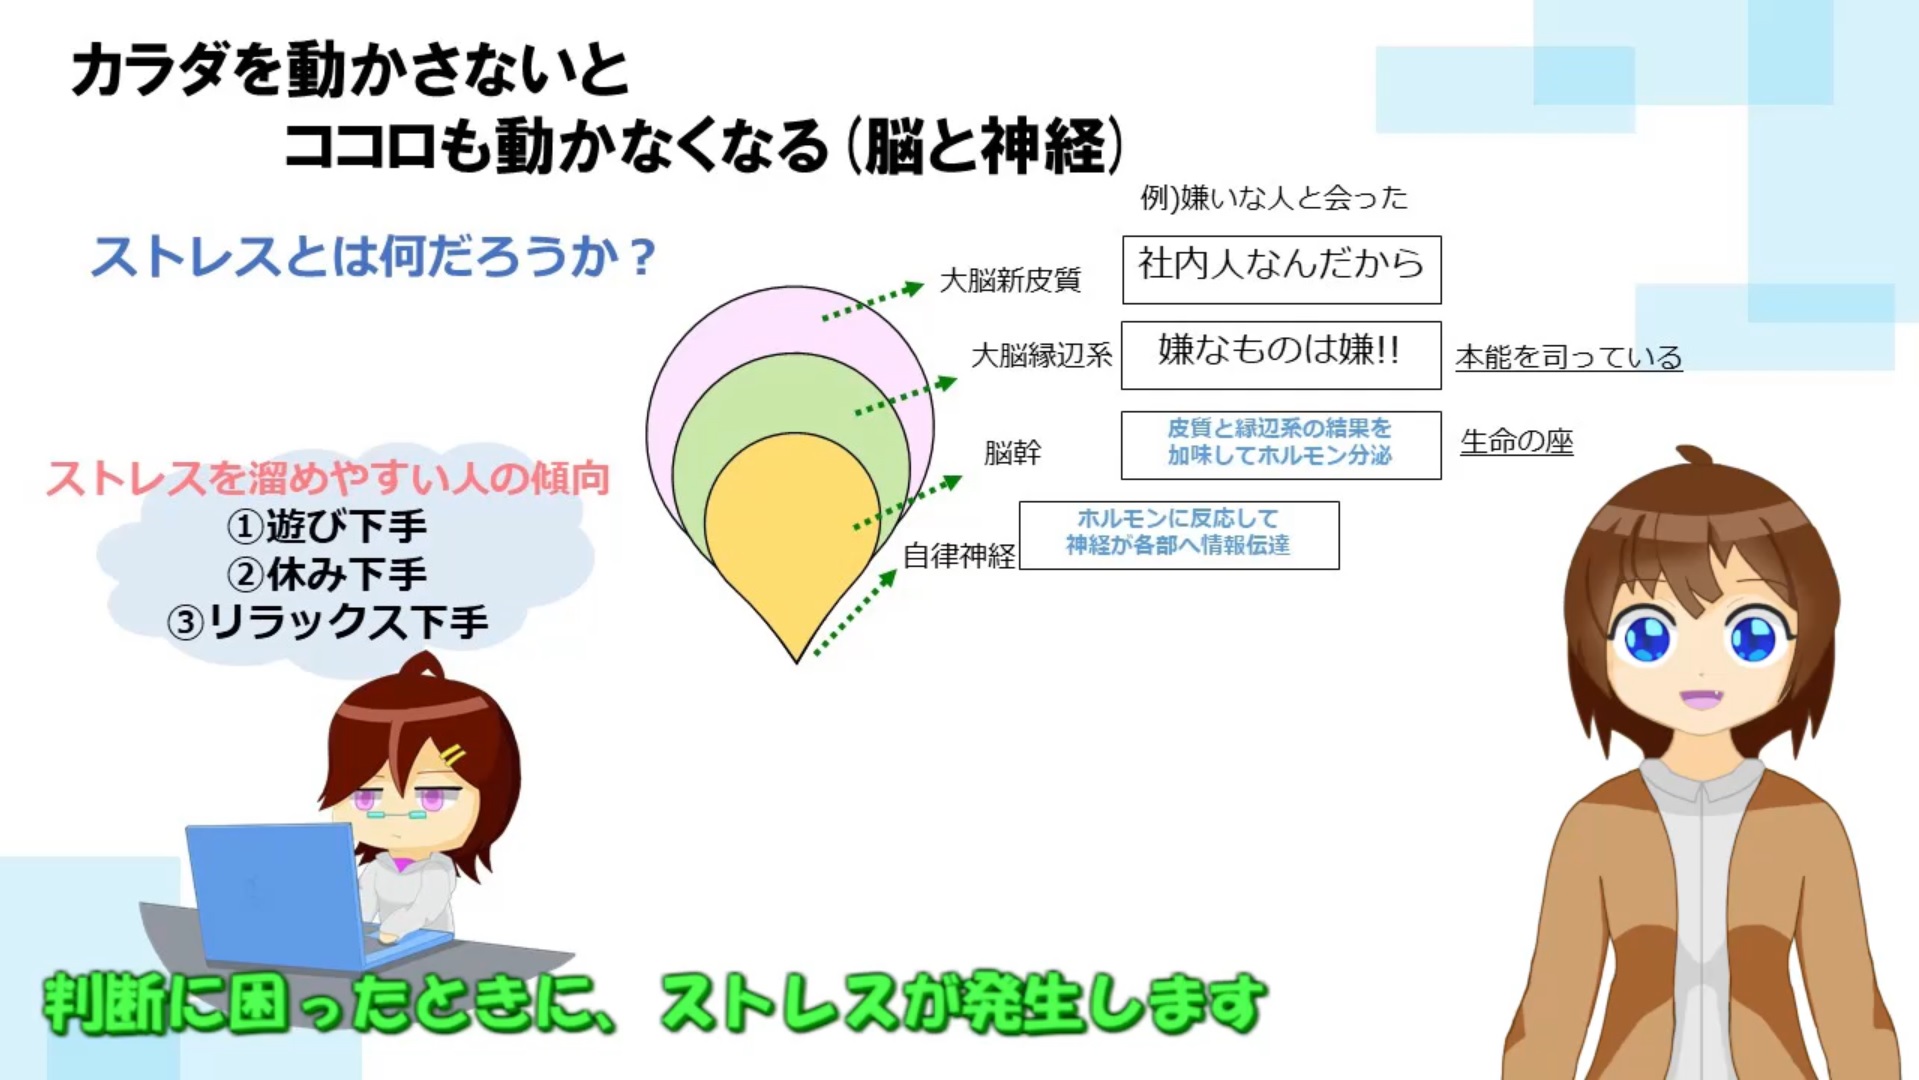 カラダを動かさないと
ココロも動かなくなる(脳と神経)
ストレスとは何だろうか？
例)嫌いな人と会った
大脳新皮質
社内人なんだから
大脳縁辺系
嫌なものは嫌!!
本能を司っている
脳幹
皮質と縁辺系の結果を
加味してホルモン分泌
生命の座
自律神経
ホルモンに反応して
神経が各部へ情報伝達
ストレスを溜めやすい人の傾向
①遊び下手
②休み下手
③リラックス下手
判断に困ったときに、ストレスが発生します